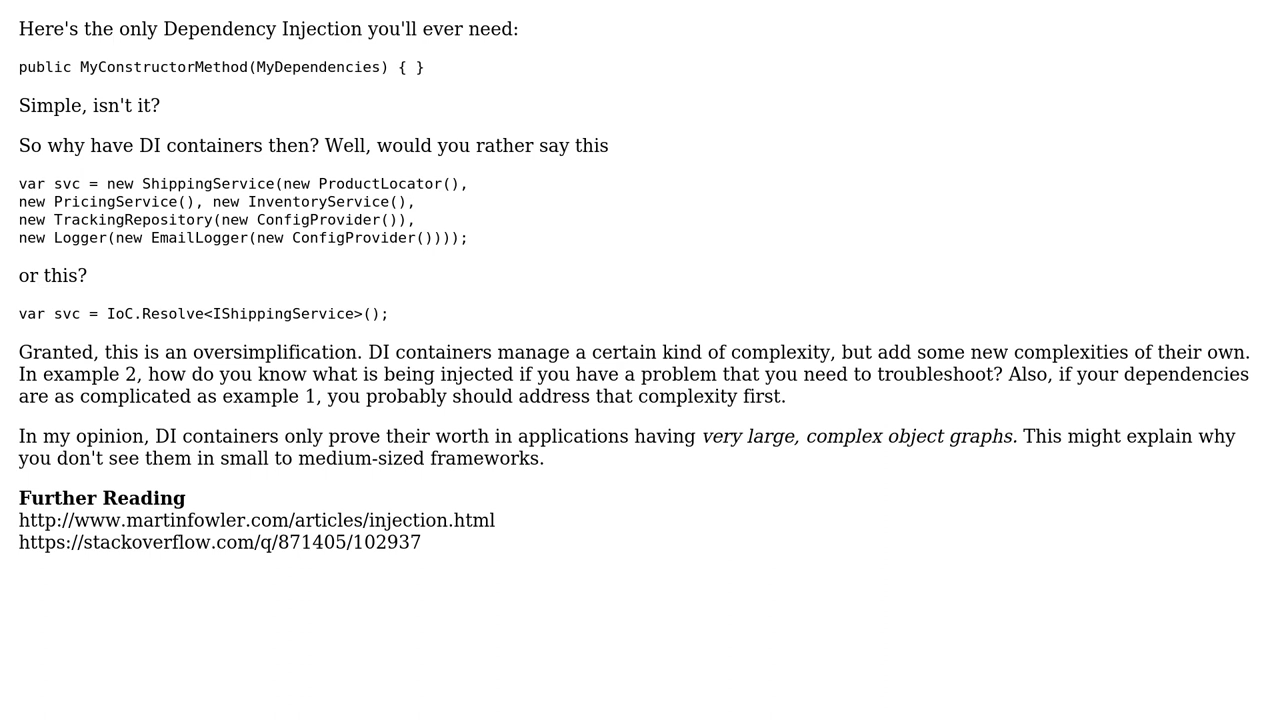 Here's the only Dependency Injection you'll ever need:
public MyConstructorMethod(MyDependencies) { }
Simple, isn't it?
So why have DI containers then? Well, would you rather say this
var svc = new ShippingService(new ProductLocator(),
new PricingService(), new InventoryService(),
new TrackingRepository(new ConfigProvider()),
new Logger(new EmailLogger(new ConfigProvider())));
or this?
var svc = IoC.Resolve<IShippingService>();
Granted, this is an oversimplification. DI containers manage a certain kind of complexity, but add some new complexities of their own.
In example 2, how do you know what is being injected if you have a problem that you need to troubleshoot? Also, if your dependencies
are as complicated as example 1, you probably should address that complexity first.
In my opinion, DI containers only prove their worth in applications having very large, complex object graphs. This might explain why
you don't see them in small to medium-sized frameworks.
Further Reading
http://www.martinfowler.com/articles/injection.html
https://stackoverflow.com/q/871405/102937